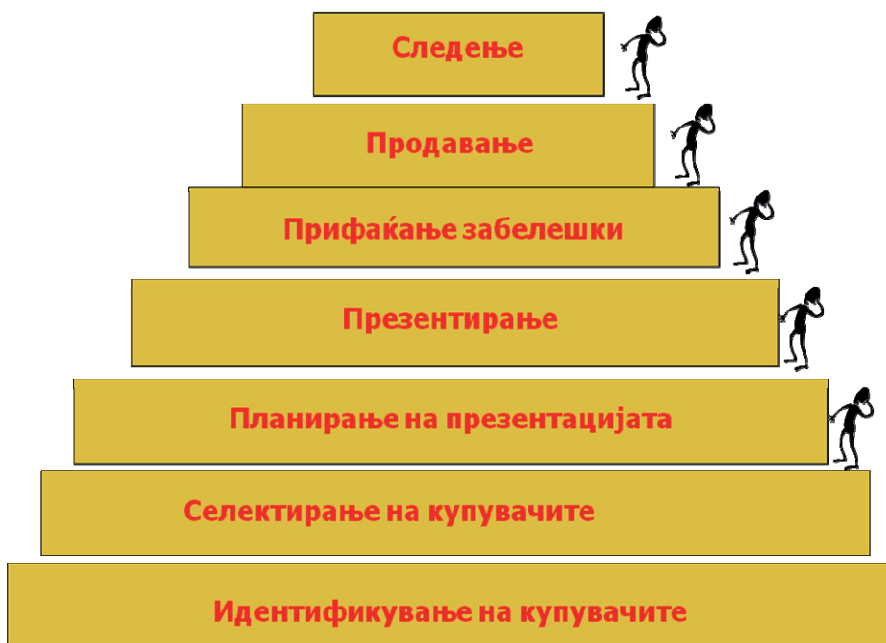 Следење
Продавање
Прифаќање забелешки
Презентирање
Планирање на презентацијата
Селектирање на купувачите
Идентификување на купувачите